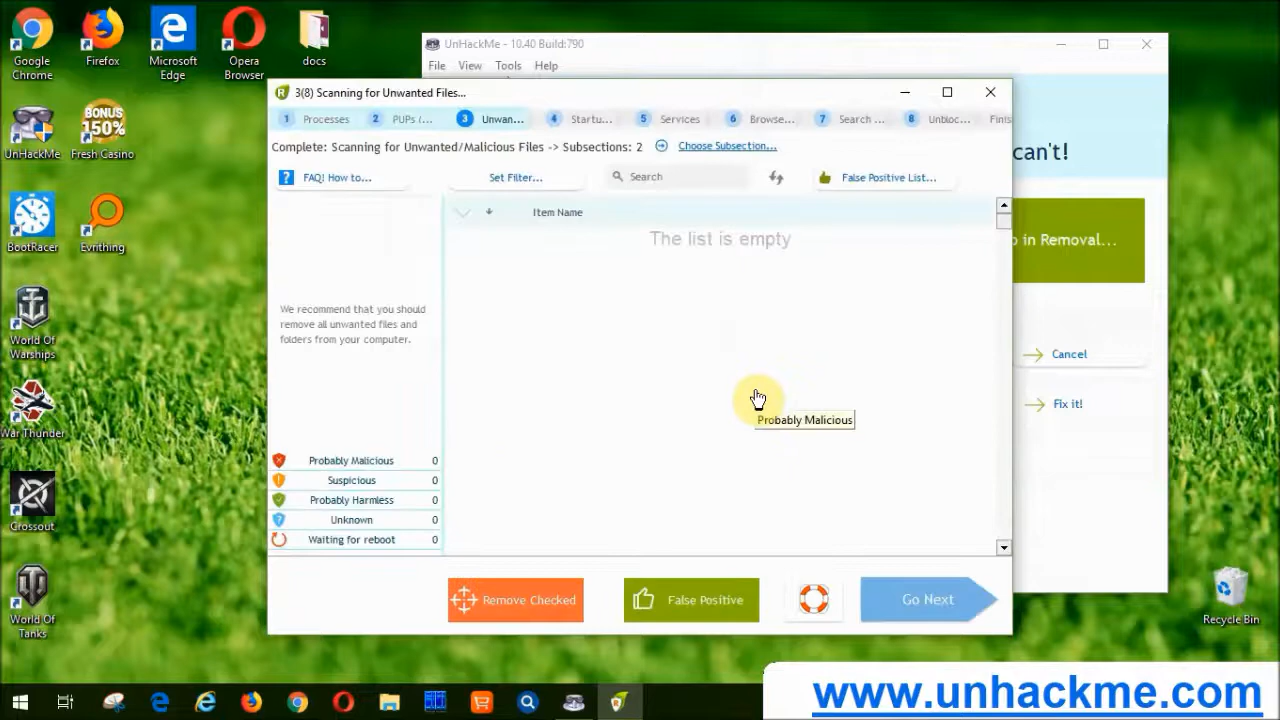 Google
Chrome
Firefox
Microsoft
Edge
Opera
Browser
docs
UnHackMe
BONUS
150%
Fresh Casino
BootRacer
Evrithing
World Of
Warships
War Thunder
Crossout
World Of
Tanks
UnHackMe - 10.40 Build:790
File View Tools Help
can't!
in Removal...
Cancel
Fix it!
3(8) Scanning for Unwanted Files...
1 Processes 2 PUPs (... 3 Unwan... 4 Startu... 5 Services 6 Browse... 7 Search ... 8 Unbloc... Finis
Complete: Scanning for Unwanted/Malicious Files -> Subsections: 2 Choose Subsection...
? FAQ! How to... Set Filter... Search False Positive List...
Item Name
The list is empty
We recommend that you should
remove all unwanted files and
folders from your computer.
Probably Malicious
Probably Malicious 0
Suspicious 0
Probably Harmless 0
Unknown 0
Waiting for reboot 0
Remove Checked False Positive Go Next
Recycle Bin
www.unhackme.com